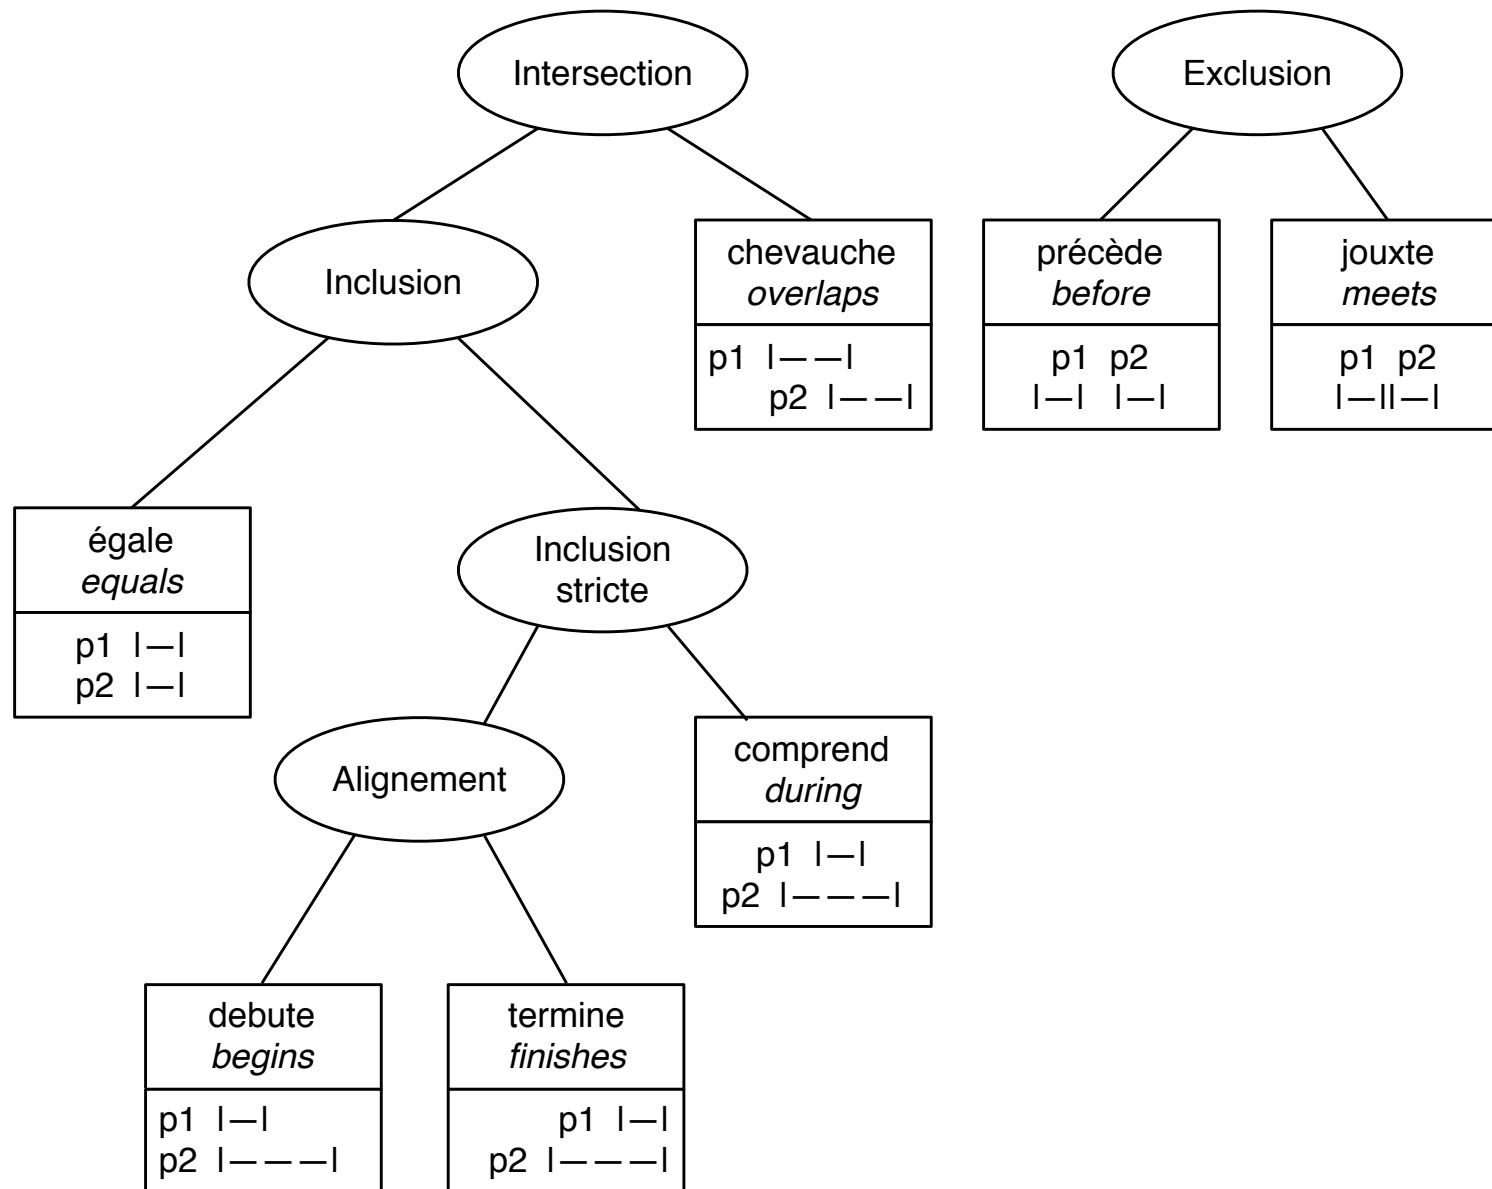 Intersection
Exclusion
Inclusion
chevauche
overlaps
p1 |— —|
p2 |— —|
précède
before
p1 p2
|—| |—|
jouxte
meets
p1 p2
|—||—|
égale
equals
p1 |—|
p2 |—|
Inclusion
stricte
Alignement
comprend
during
p1 |—|
p2 |— — —|
debute
begins
p1 |—|
p2 |— — —|
termine
finishes
p1 |—|
p2 |— — —|